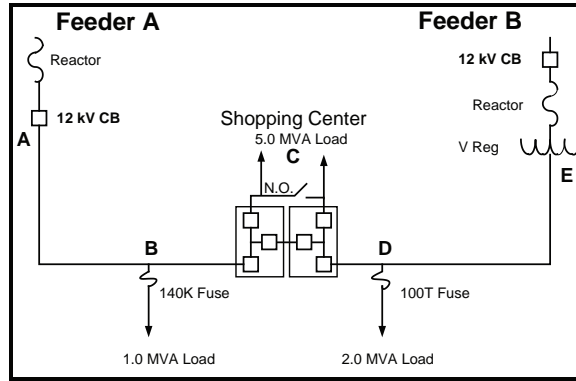 Feeder A
Feeder B
Reactor
12 kV CB
12 kV CB
Reactor
A
Shopping Center
5.0 MVA Load
C
V Reg
E
N.O.
B
D
140K Fuse
100T Fuse
1.0 MVA Load
2.0 MVA Load